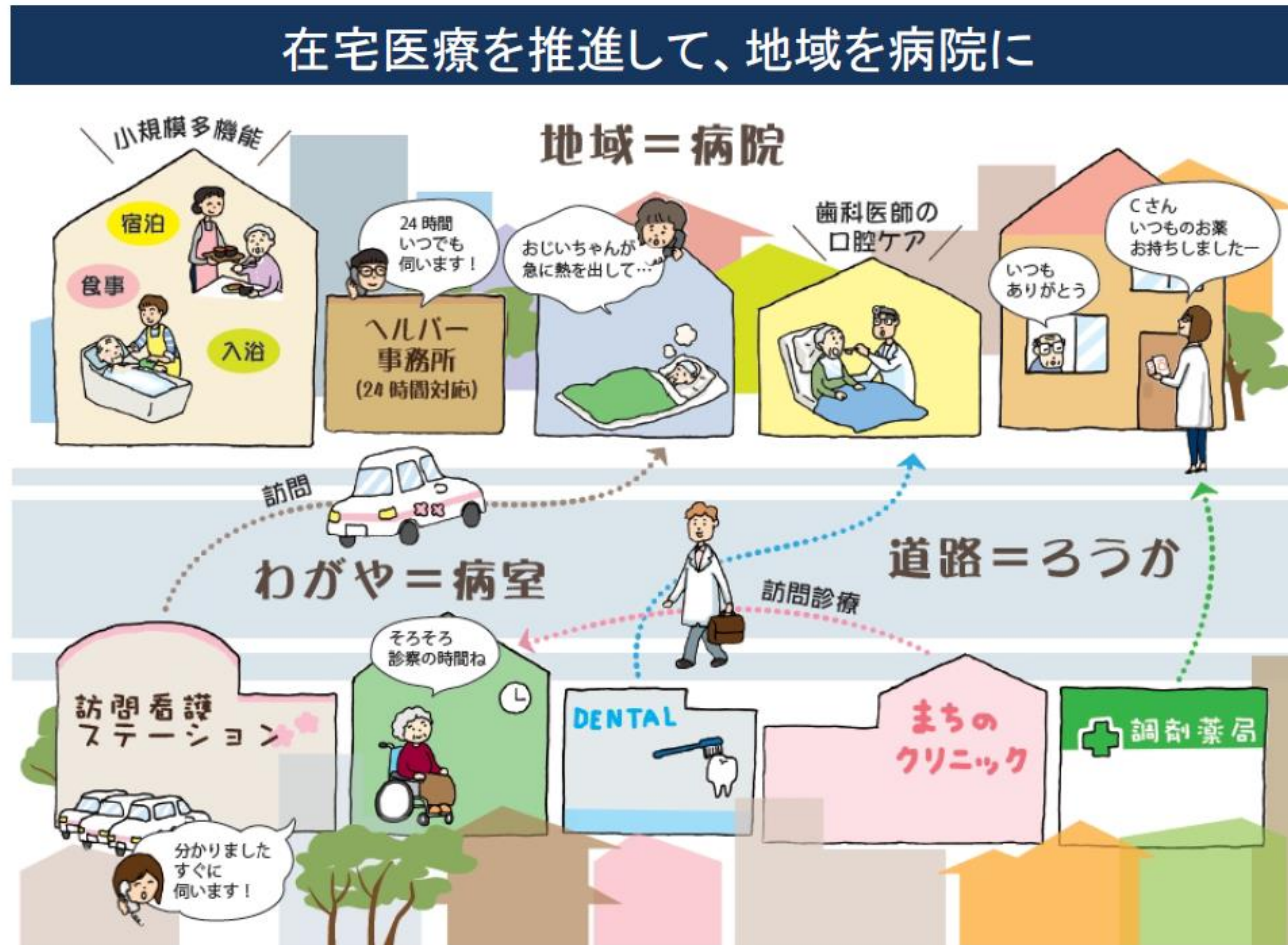 在宅医療を推進して、地域を病院に
小規模多機能
地域＝病院
宿泊
食事
入浴
24時間
いつでも
伺います！
ヘルパー
事務所
(24時間対応)
おじいちゃんが
急に熱を出して…
歯科医師の
口腔ケア
いつも
ありがとう
Cさん
いつものお薬
お持ちしましたー
訪問
わがや＝病室
道路＝ろうか
訪問診療
訪問看護
ステーション
そろそろ
診察の時間ね
DENTAL
まちの
クリニック
調剤薬局
分かりました
すぐに
伺います！